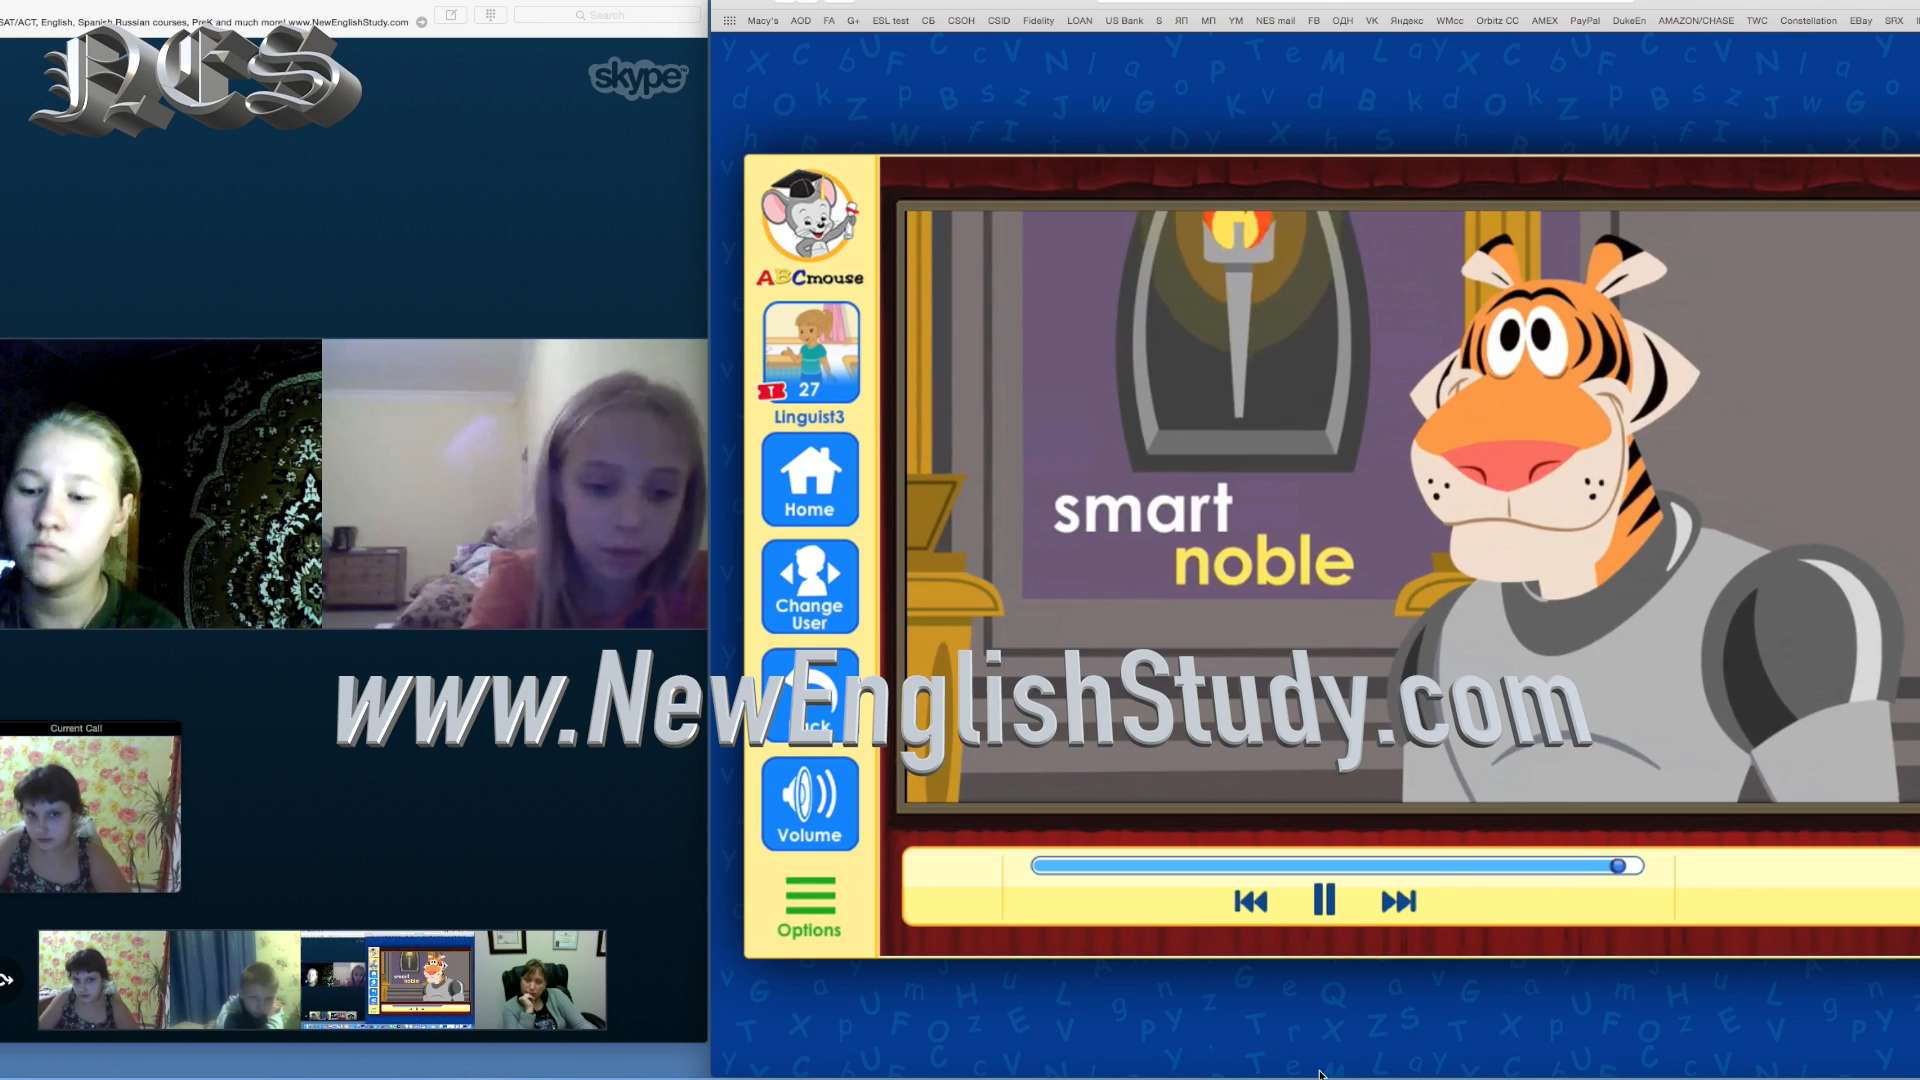 SAT/ACT, English, Spanish, Russian courses, PreK and much more! www.NewEnglishStudy.com
Search
NES
skype
Macy's AOD FA G+ ESL test СБ CSOH CSID Fidelity LOAN US Bank S ЯП МП YM NES mail FB ОДН VK Яндекс WMcc Orbitz CC AMEX PayPal DukeEn AMAZON/CHASE TWC Constellation EBay SRX
ABCmouse
T 27
Linguist3
Home
Change
User
Volume
Options
smart
noble
www.NewEnglishStudy.com
Current Call